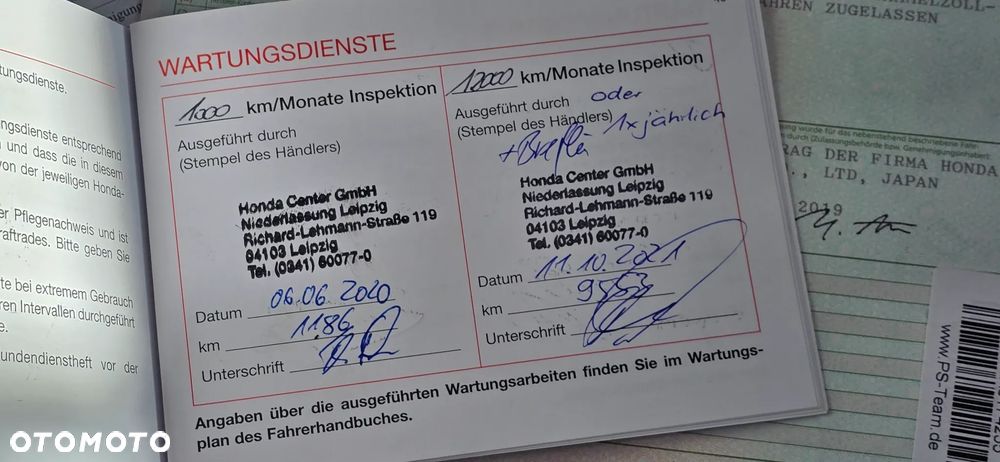 tungsdienste.
ngsdienste entsprechend
und dass die in diesem
von der jeweiligen Honda-
er Pflegenachweis und ist
raftrades. Bitte geben Sie
te bei extremem Gebrauch
ren Intervallen durchgeführt
e.
undendienstheft vor der
WARTUNGSDIENSTE
1000 km/Monate Inspektion
Ausgeführt durch
(Stempel des Händlers)
Honda Center GmbH
Niederlassung Leipzig
Richard-Lehmann-Straße 119
04103 Leipzig
Tel. (0341) 60077-0
Datum 06.06.2020
km 1186
Unterschrift
12000 km/Monate Inspektion
Ausgeführt durch oder
(Stempel des Händlers) 1x jährlich
Honda Center GmbH
Niederlassung Leipzig
Richard-Lehmann-Straße 119
04103 Leipzig
Tel. (0341) 60077-0
Datum 11.10.2021
km
Unterschrift
Angaben über die ausgeführten Wartungsarbeiten finden Sie im Wartungs-
plan des Fahrerhandbuches.
AHREN ZUGELASSEN
RAG DER FIRMA HONDA
., LTD, JAPAN
2019
www.PS-Team.de
OTOMOTO